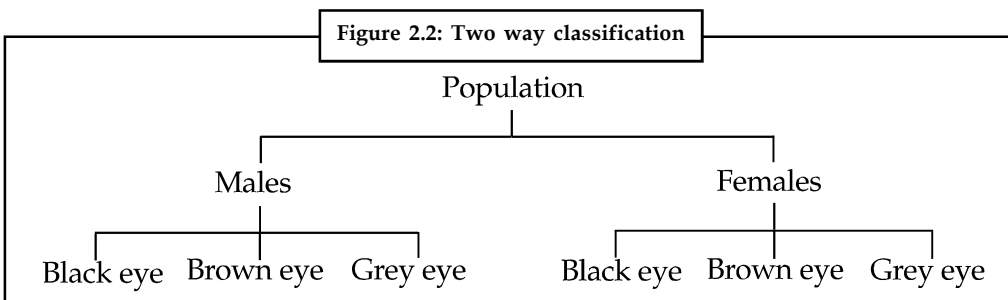 Figure 2.2: Two way classification
Population
Males Females
Black eye Brown eye Grey eye Black eye Brown eye Grey eye